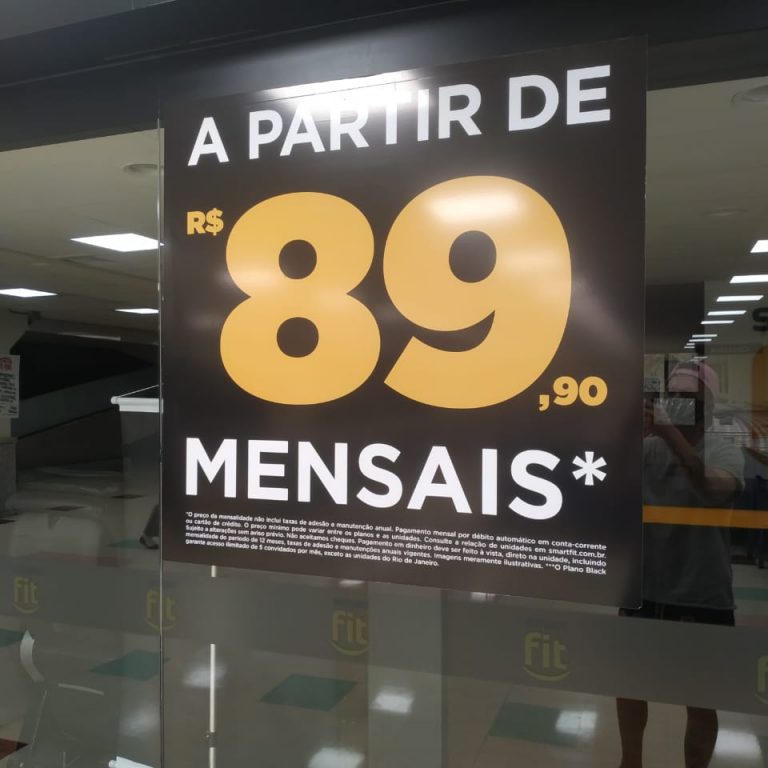 A PARTIR DE
R$ 89,90
MENSAIS*
*O preço da mensalidade não inclui taxas de adesão e manutenção anual. Pagamento mensal por débito automático em conta-corrente
ou cartão de crédito. O preço mínimo pode variar entre os planos e as unidades. Consulte a relação de unidades em smartfit.com.br.
Sujeito a alterações sem aviso prévio. Não aceitamos cheques. Pagamento em dinheiro deve ser feito à vista, direto na unidade, incluindo
mensalidade do período de 12 meses, taxas de adesão e manutenções anuais vigentes. Imagens meramente ilustrativas. ***O Plano Black
garante acesso ilimitado de 5 convidados por mês, exceto as unidades do Rio de Janeiro.
fit
fit
fit
fit